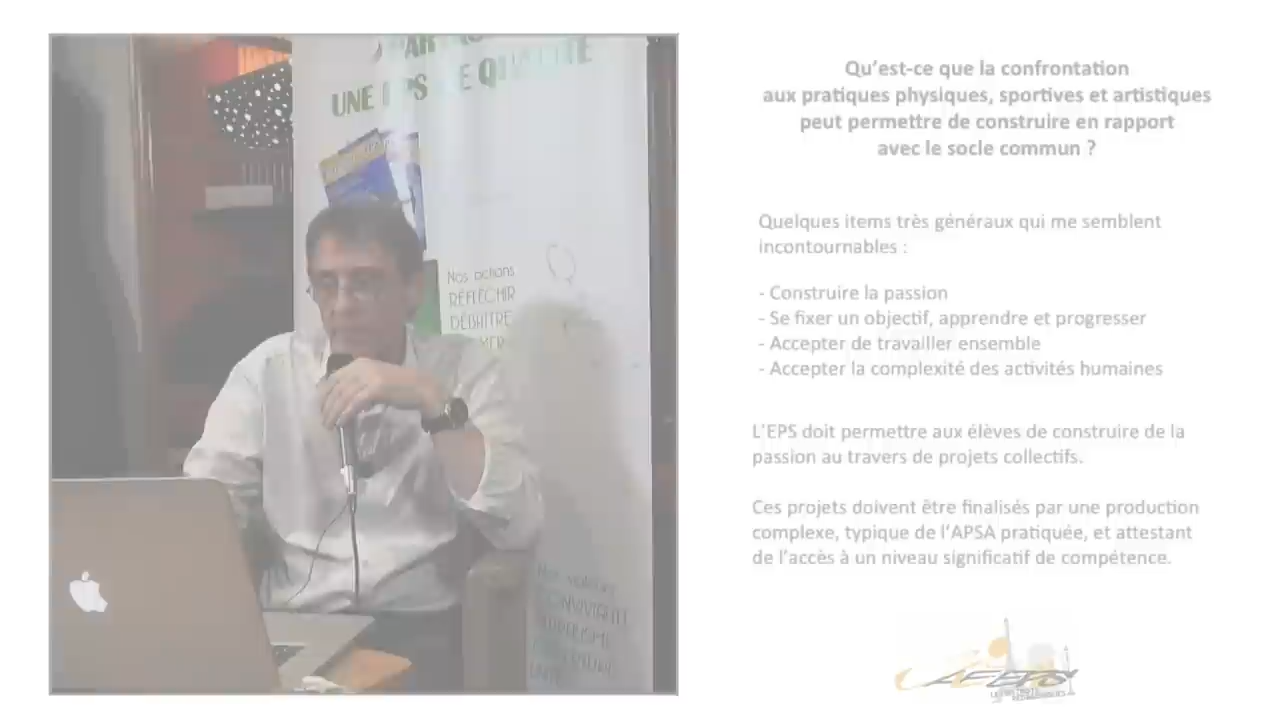 UNE EPS DE QUALITÉ
Nos actions
RÉFLÉCHIR
DÉBATTRE
Nos valeurs
CONVIVIALITÉ
Qu'est-ce que la confrontation
aux pratiques physiques, sportives et artistiques
peut permettre de construire en rapport
avec le socle commun ?
Quelques items très généraux qui me semblent
incontournables :
- Construire la passion
- Se fixer un objectif, apprendre et progresser
- Accepter de travailler ensemble
- Accepter la complexité des activités humaines
L'EPS doit permettre aux élèves de construire de la
passion au travers de projets collectifs.
Ces projets doivent être finalisés par une production
complexe, typique de l'APSA pratiquée, et attestant
de l'accès à un niveau significatif de compétence.